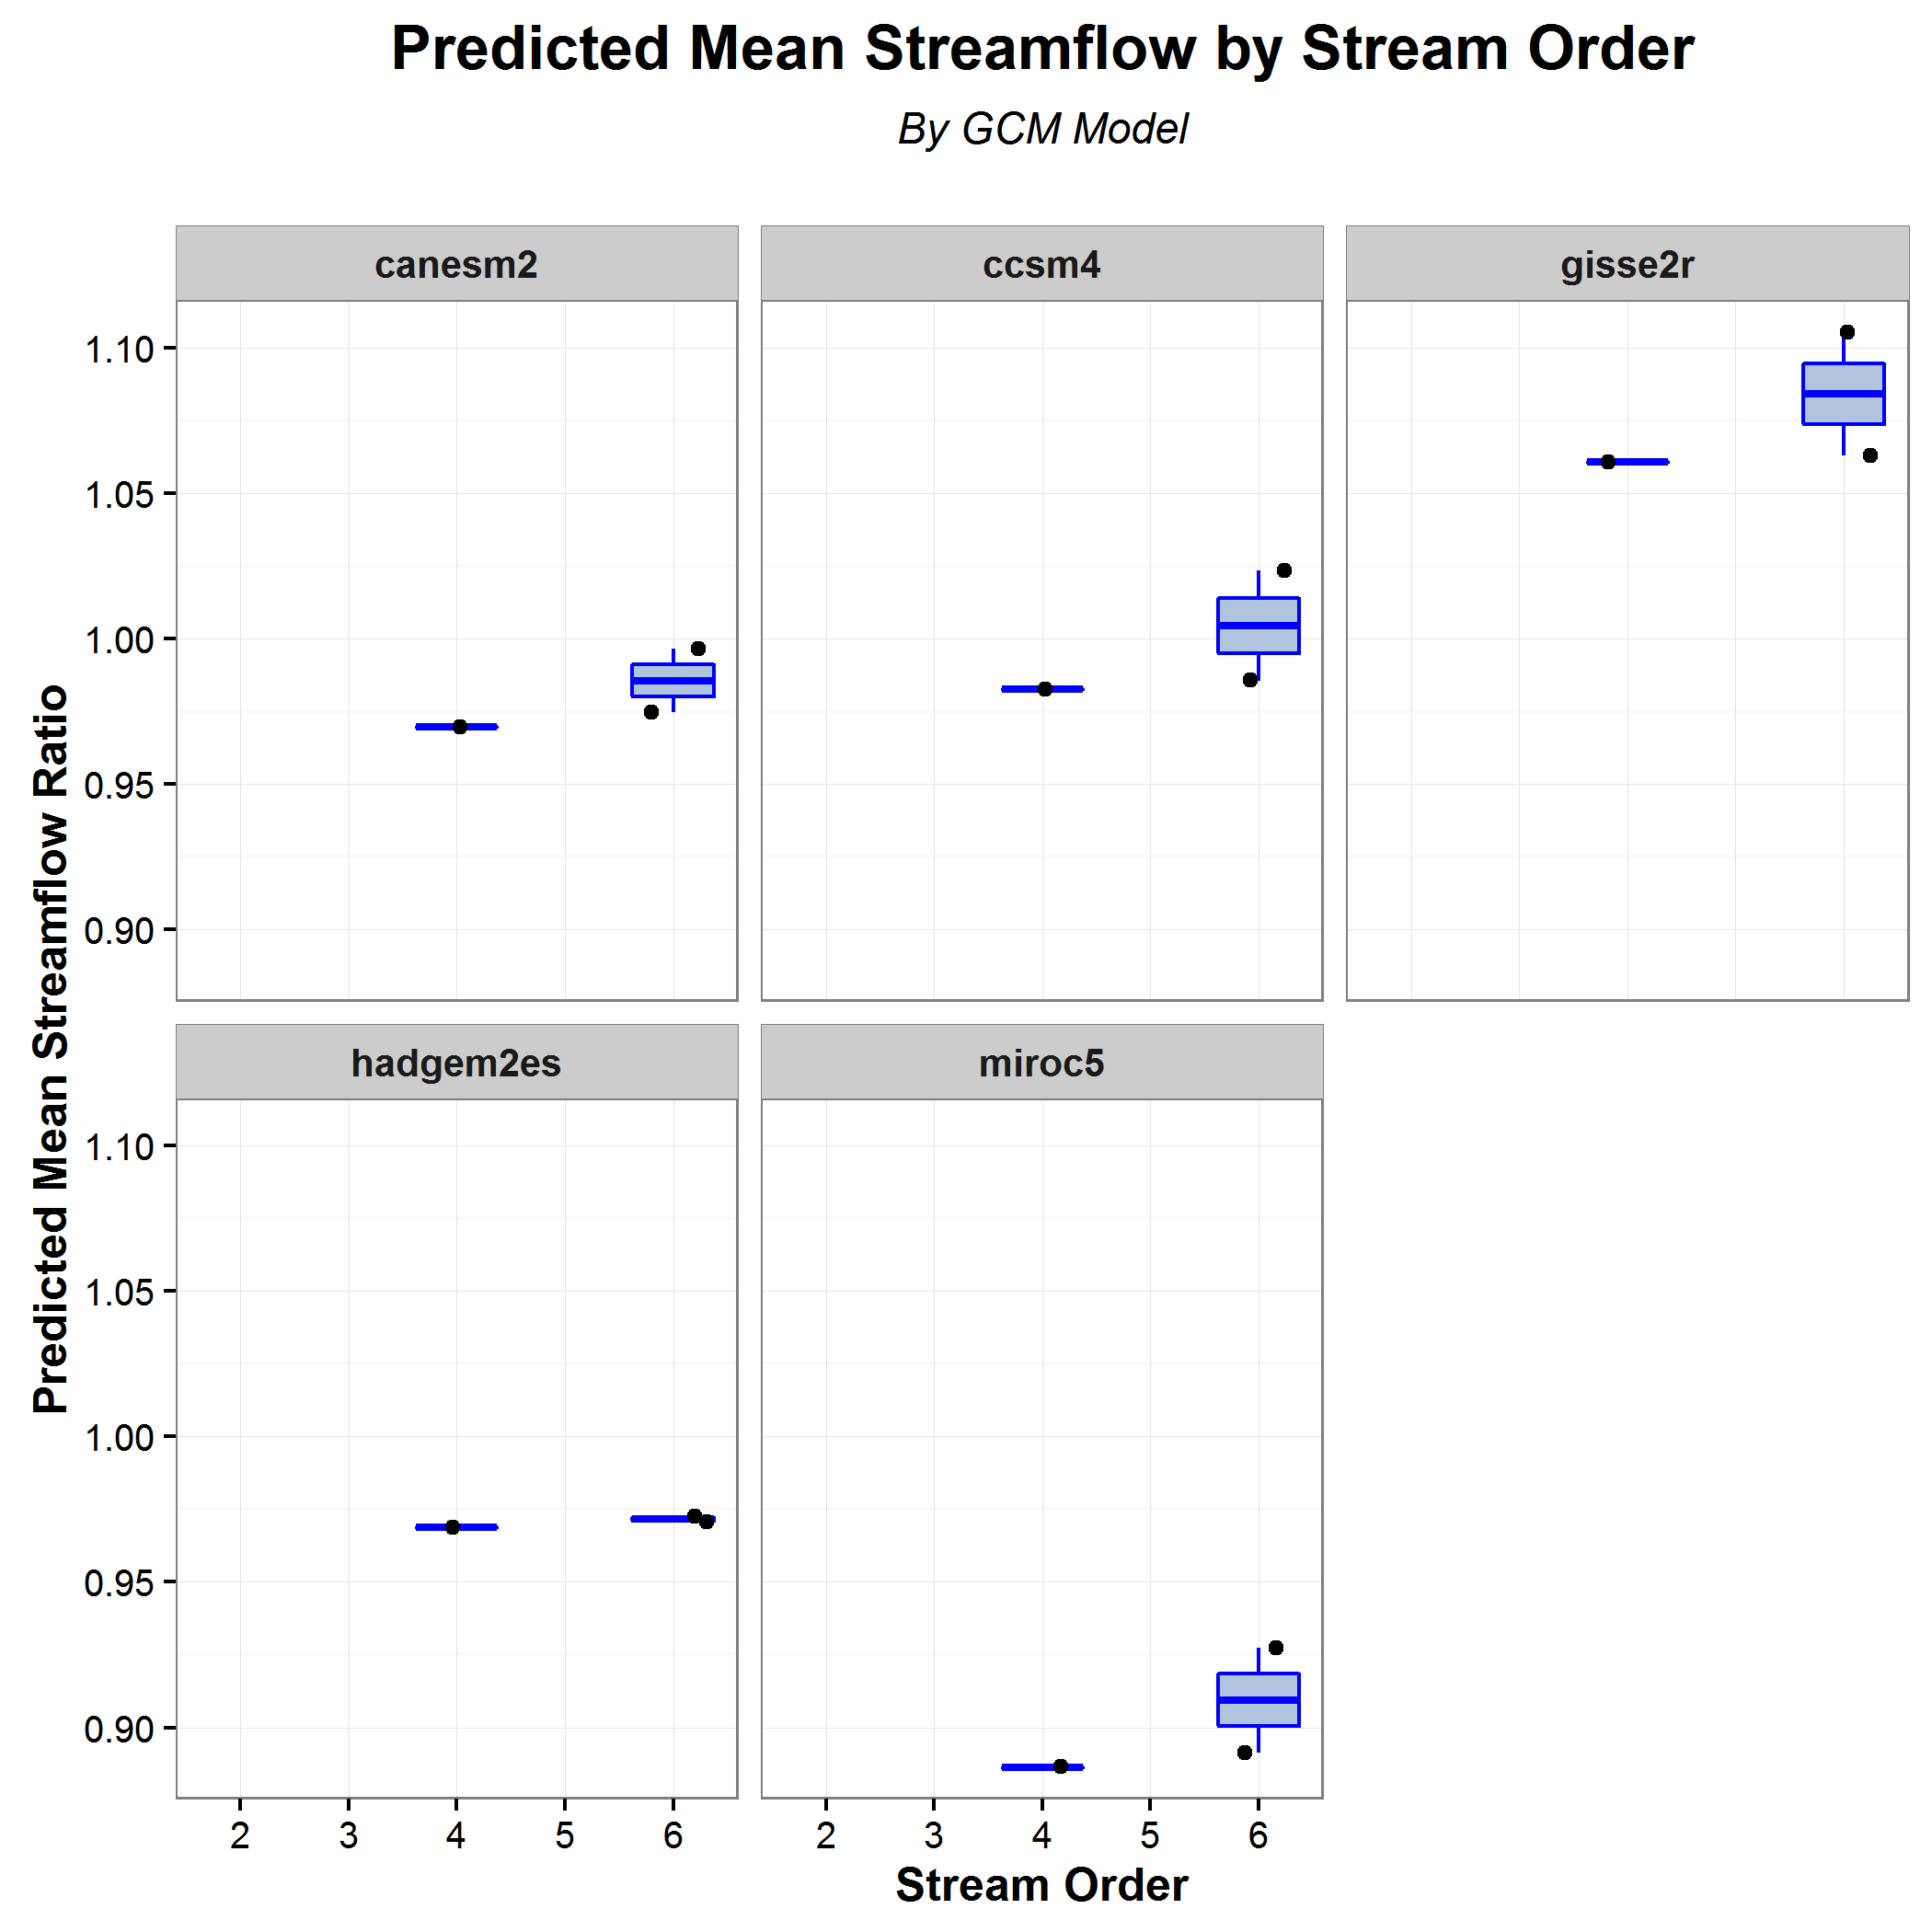 Predicted Mean Streamflow by Stream Order
By GCM Model
canesm2
ccsm4
gisse2r
1.10
1.05
1.00
0.95
0.90
Predicted Mean Streamflow Ratio
hadgem2es
miroc5
1.10
1.05
1.00
0.95
0.90
2 3 4 5 6
2 3 4 5 6
Stream Order